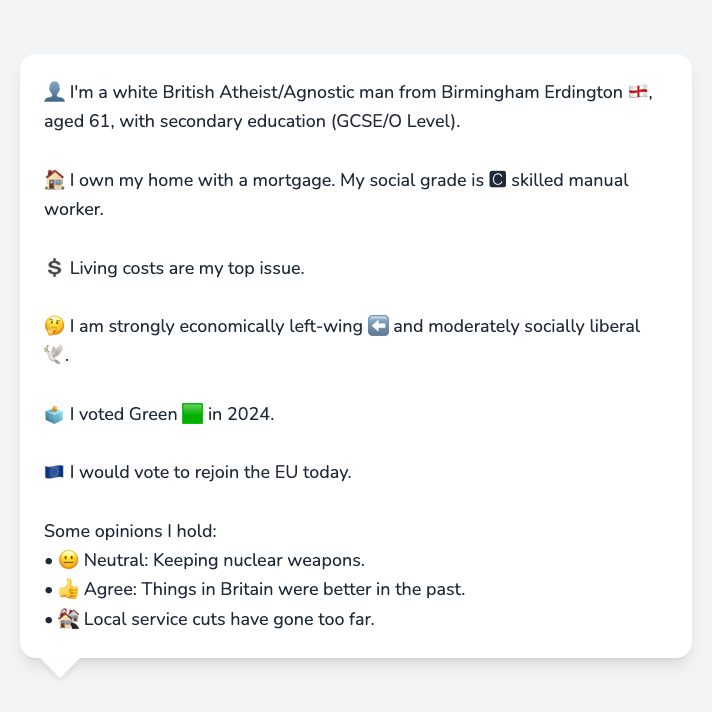 👤 I'm a white British Atheist/Agnostic man from Birmingham Erdington 🏴󠁧󠁢󠁥󠁮󠁧󠁿,
aged 61, with secondary education (GCSE/O Level).
🏠 I own my home with a mortgage. My social grade is 🅲 skilled manual
worker.
💲 Living costs are my top issue.
🤔 I am strongly economically left-wing ⬅️ and moderately socially liberal
🕊️.
🗳️ I voted Green 🟩 in 2024.
🇪🇺 I would vote to rejoin the EU today.
Some opinions I hold:
• 😐 Neutral: Keeping nuclear weapons.
• 👍 Agree: Things in Britain were better in the past.
• 🏚️ Local service cuts have gone too far.